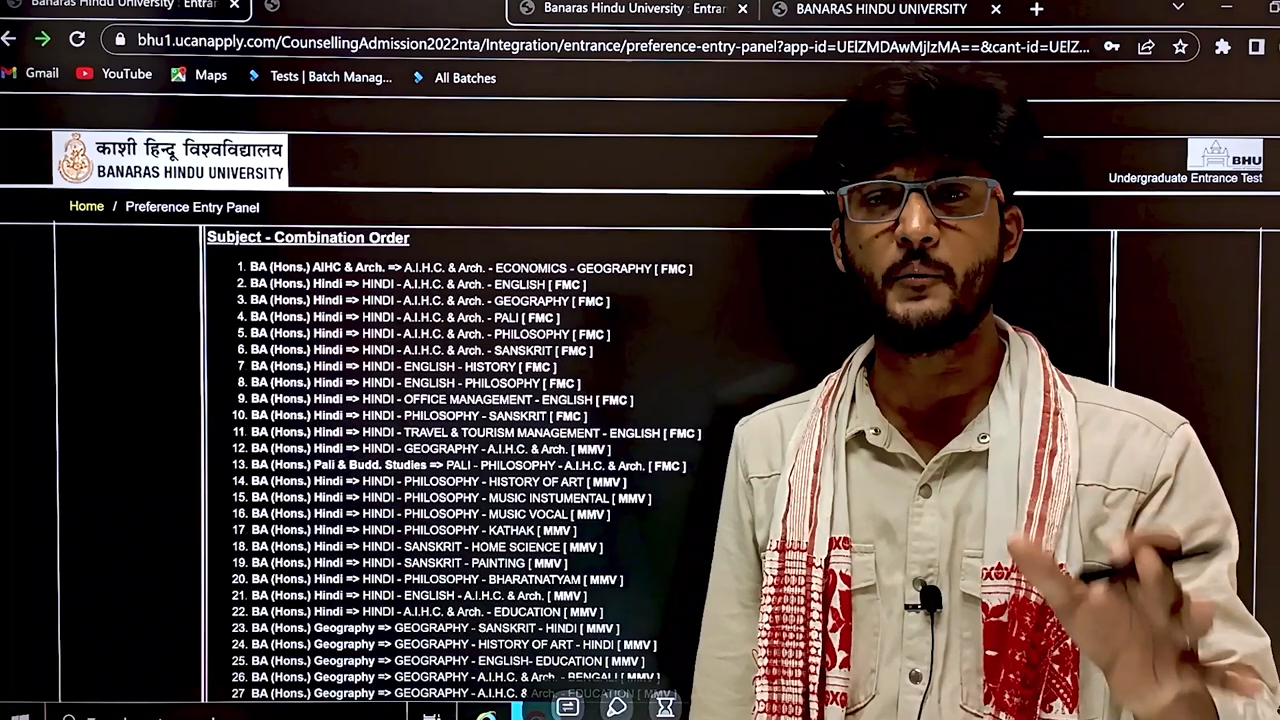 Banaras Hindu University : Entrar
Banaras Hindu University : Entrar
BANARAS HINDU UNIVERSITY
bhu1.ucanapply.com/CounsellingAdmission2022nta/Integration/entrance/preference-entry-panel?app-id=UElZMDAwMjIzMA==&cant-id=UElZ...
Gmail
YouTube
Maps
Tests | Batch Manag...
All Batches
काशी हिन्दू विश्वविद्यालय
BANARAS HINDU UNIVERSITY
BHU
Undergraduate Entrance Test
Home / Preference Entry Panel
Subject - Combination Order
1. BA (Hons.) AIHC & Arch. => A.I.H.C. & Arch. - ECONOMICS - GEOGRAPHY [ FMC ]
2. BA (Hons.) Hindi => HINDI - A.I.H.C. & Arch. - ENGLISH [ FMC ]
3. BA (Hons.) Hindi => HINDI - A.I.H.C. & Arch. - GEOGRAPHY [ FMC ]
4. BA (Hons.) Hindi => HINDI - A.I.H.C. & Arch. - PALI [ FMC ]
5. BA (Hons.) Hindi => HINDI - A.I.H.C. & Arch. - PHILOSOPHY [ FMC ]
6. BA (Hons.) Hindi => HINDI - A.I.H.C. & Arch. - SANSKRIT [ FMC ]
7 BA (Hons.) Hindi => HINDI - ENGLISH - HISTORY [ FMC ]
8. BA (Hons.) Hindi => HINDI - ENGLISH - PHILOSOPHY [ FMC ]
9. BA (Hons.) Hindi => HINDI - OFFICE MANAGEMENT - ENGLISH [ FMC ]
10. BA (Hons.) Hindi => HINDI - PHILOSOPHY - SANSKRIT [ FMC ]
11. BA (Hons.) Hindi => HINDI - TRAVEL & TOURISM MANAGEMENT - ENGLISH [ FMC ]
12. BA (Hons.) Hindi => HINDI - GEOGRAPHY - A.I.H.C. & Arch. [ MMV ]
13. BA (Hons.) Pali & Budd. Studies => PALI - PHILOSOPHY - A.I.H.C. & Arch. [ FMC ]
14. BA (Hons.) Hindi => HINDI - PHILOSOPHY - HISTORY OF ART [ MMV ]
15. BA (Hons.) Hindi => HINDI - PHILOSOPHY - MUSIC INSTUMENTAL [ MMV ]
16. BA (Hons.) Hindi => HINDI - PHILOSOPHY - MUSIC VOCAL [ MMV ]
17 BA (Hons.) Hindi => HINDI - PHILOSOPHY - KATHAK [ MMV ]
18. BA (Hons.) Hindi => HINDI - SANSKRIT - HOME SCIENCE [ MMV ]
19. BA (Hons.) Hindi => HINDI - SANSKRIT - PAINTING [ MMV ]
20. BA (Hons.) Hindi => HINDI - PHILOSOPHY - BHARATNATYAM [ MMV ]
21. BA (Hons.) Hindi => HINDI - ENGLISH - A.I.H.C. & Arch. [ MMV ]
22. BA (Hons.) Hindi => HINDI - A.I.H.C. & Arch. - EDUCATION [ MMV ]
23. BA (Hons.) Geography => GEOGRAPHY - SANSKRIT - HINDI [ MMV ]
24. BA (Hons.) Geography => GEOGRAPHY - HISTORY OF ART - HINDI [ MMV ]
25. BA (Hons.) Geography => GEOGRAPHY - ENGLISH- EDUCATION [ MMV ]
26. BA (Hons.) Geography => GEOGRAPHY - A.I.H.C. & Arch. - BENGALI [ MMV ]
27 BA (Hons.) Geography => GEOGRAPHY - A.I.H.C. & Arch. - EDUCATION [ MMV ]